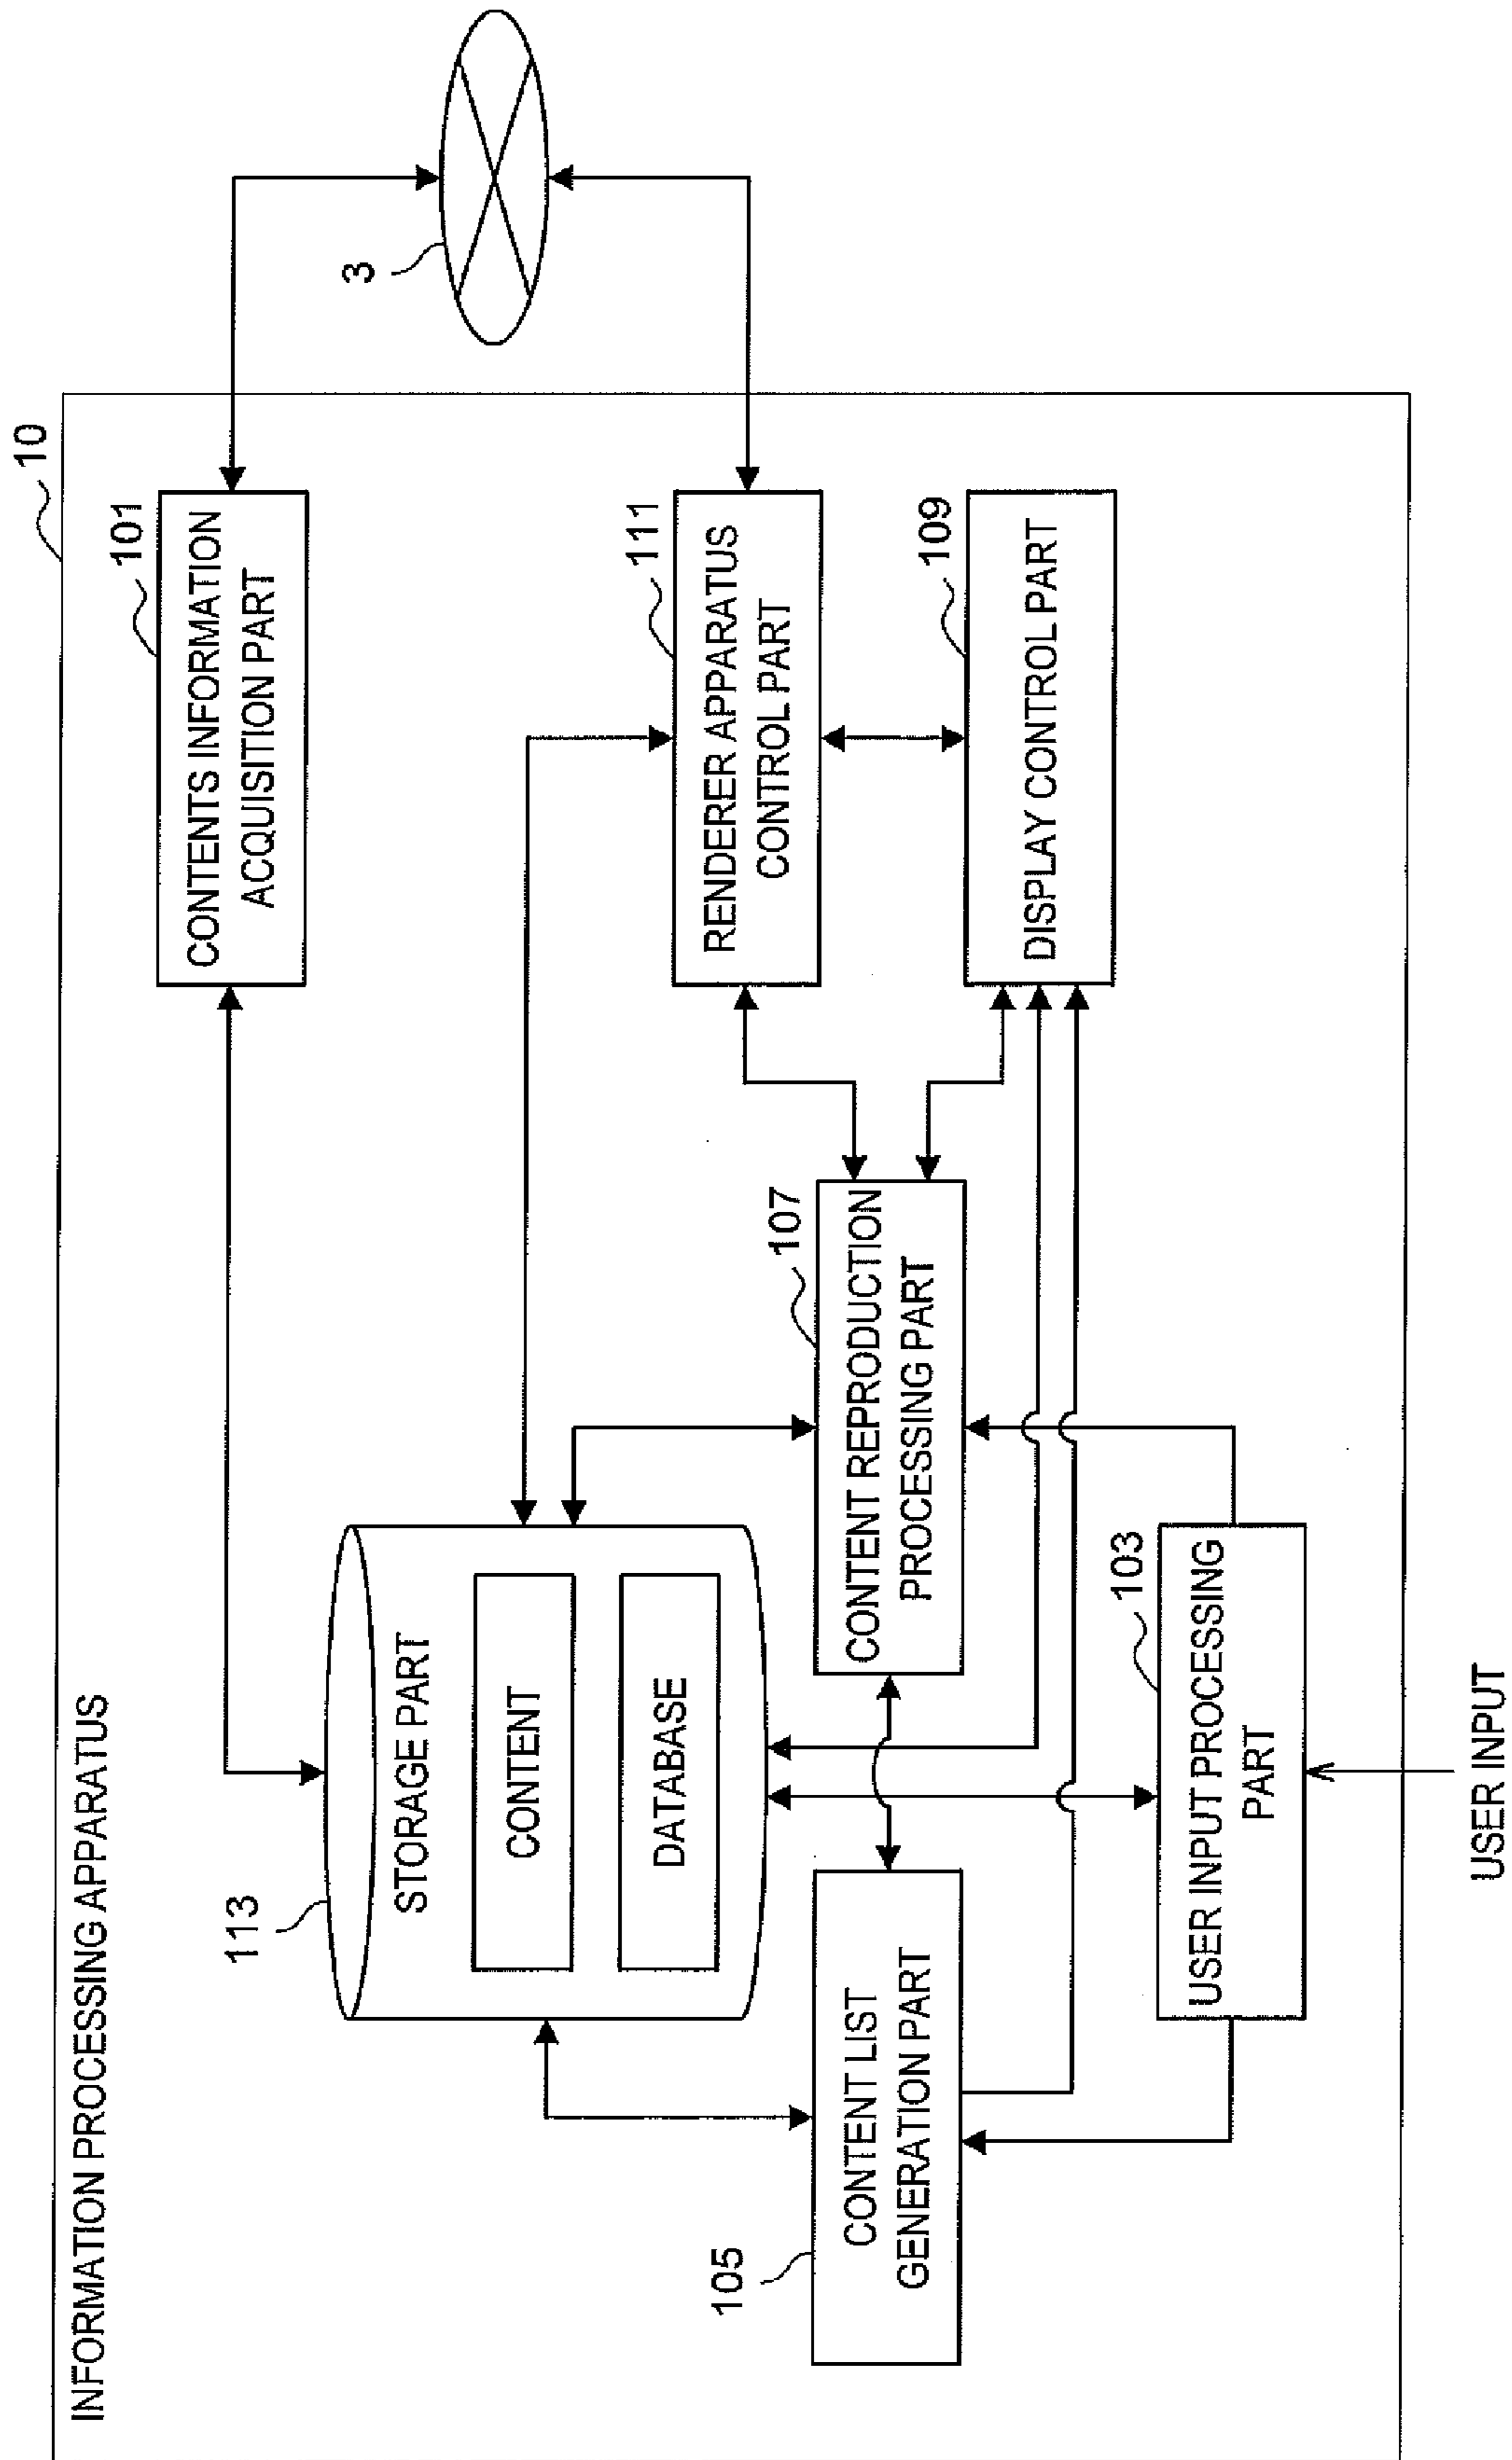 INFORMATION PROCESSING APPARATUS
10
113
STORAGE PART
CONTENT
DATABASE
101
CONTENTS INFORMATION
ACQUISITION PART
3
105
CONTENT LIST
GENERATION PART
107
CONTENT REPRODUCTION
PROCESSING PART
111
RENDERER APPARATUS
CONTROL PART
109
DISPLAY CONTROL PART
103
USER INPUT PROCESSING
PART
USER INPUT